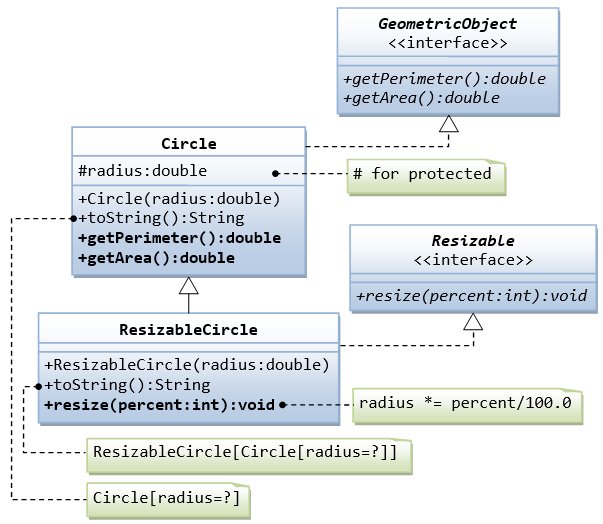 GeometricObject
<<interface>>
+getPerimeter():double
+getArea():double
Circle
#radius:double
# for protected
+Circle(radius:double)
+toString():String
+getPerimeter():double
+getArea():double
Resizable
<<interface>>
+resize(percent:int):void
ResizableCircle
+ResizableCircle(radius:double)
+toString():String
+resize(percent:int):void
radius *= percent/100.0
ResizableCircle[Circle[radius=?]]
Circle[radius=?]